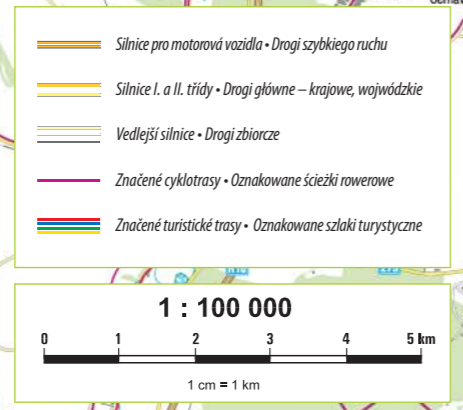 Silnice pro motorová vozidla • Drogi szybkiego ruchu
Silnice I. a II. třídy • Drogi główne – krajowe, wojwódzkie
Vedlejší silnice • Drogi zbiorcze
Značené cyklotrasy • Oznakowane ścieżki rowerowe
Značené turistické trasy • Oznakowane szlaki turystyczne
1 : 100 000
0 1 2 3 4 5 km
1 cm = 1 km